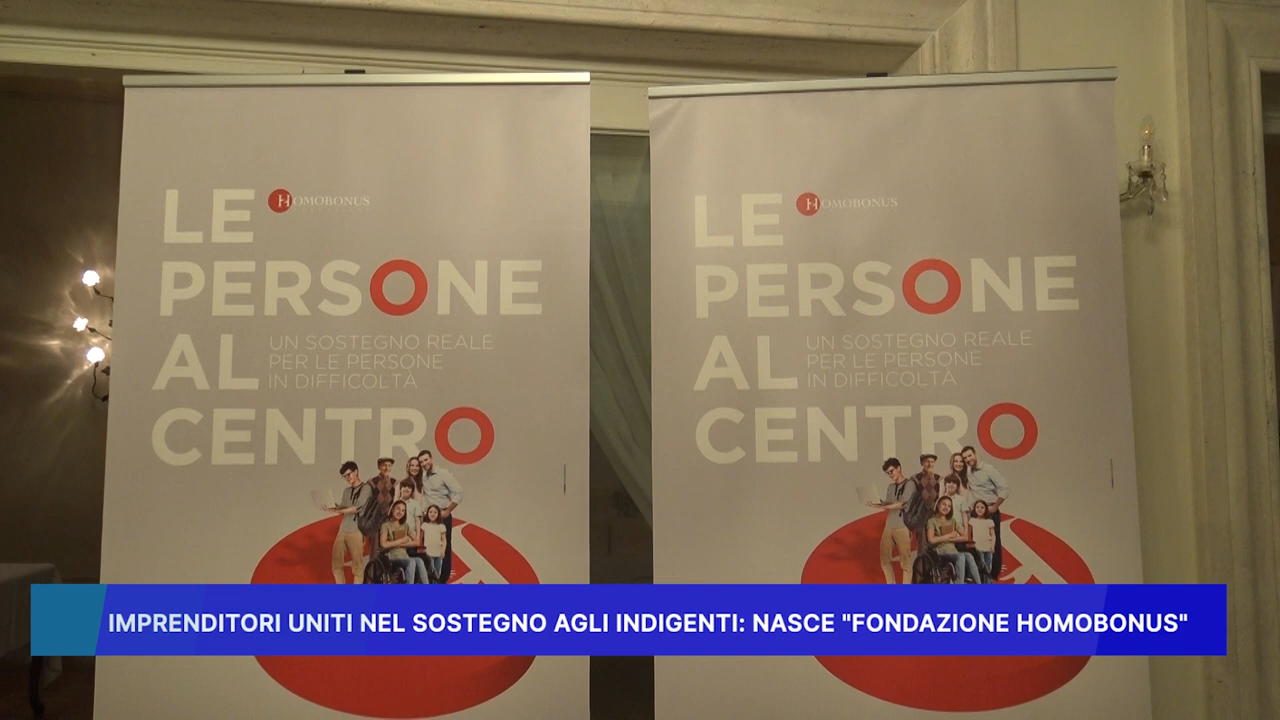 LE HOMOBONUS
PERSONE
AL UN SOSTEGNO REALE
PER LE PERSONE
IN DIFFICOLTÀ
CENTRO
LE HOMOBONUS
PERSONE
AL UN SOSTEGNO REALE
PER LE PERSONE
IN DIFFICOLTÀ
CENTRO
IMPRENDITORI UNITI NEL SOSTEGNO AGLI INDIGENTI: NASCE "FONDAZIONE HOMOBONUS"